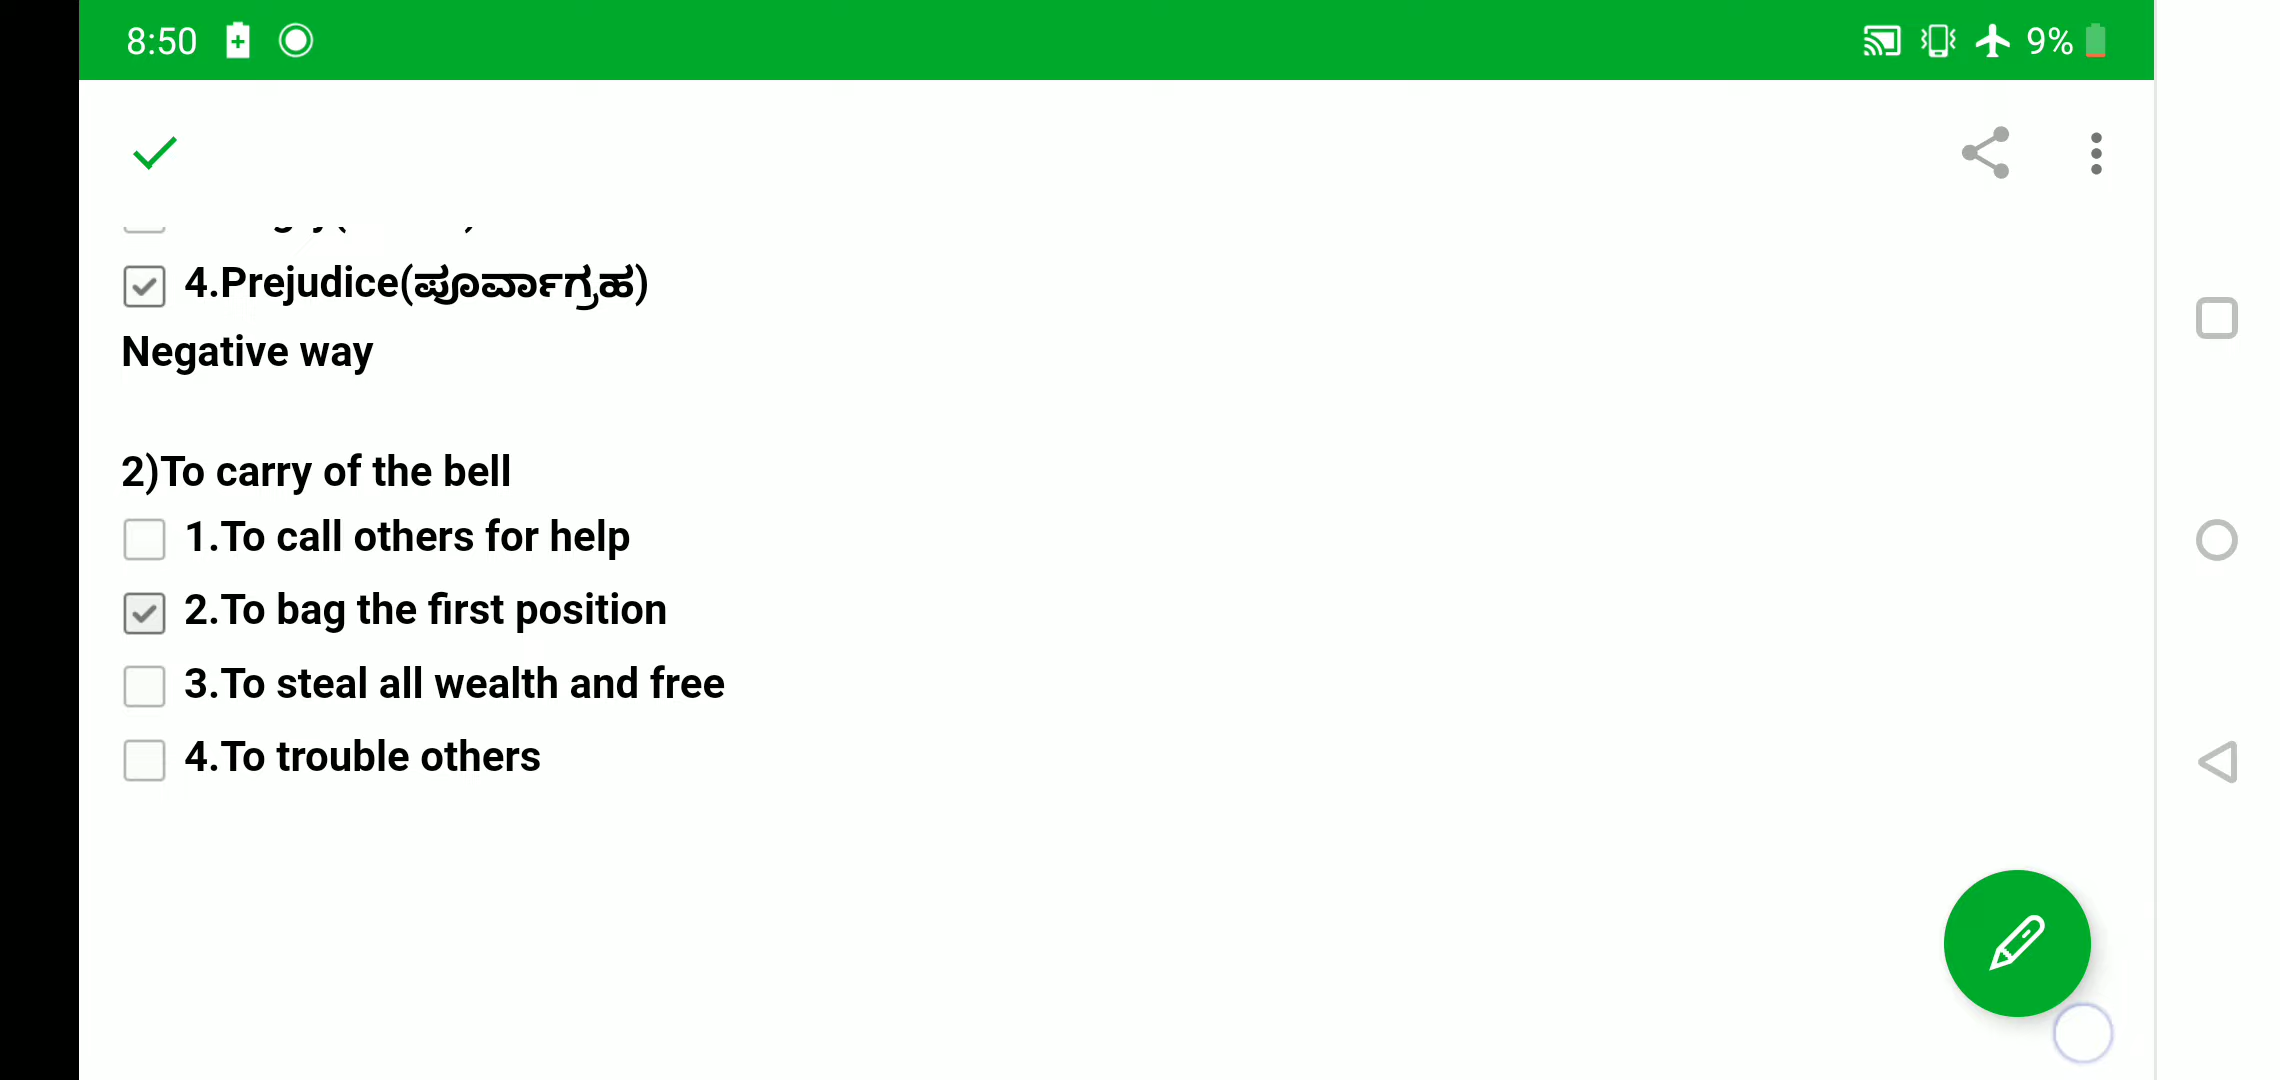 8:50
9%
4.Prejudice(ಪೂರ್ವಾಗ್ರಹ)
Negative way
2)To carry of the bell
1.To call others for help
2.To bag the first position
3.To steal all wealth and free
4.To trouble others